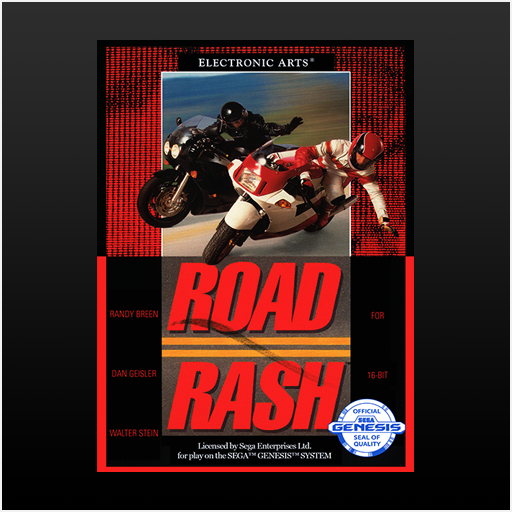 ELECTRONIC ARTS®
ROAD
RASH
RANDY BREEN
DAN GEISLER
WALTER STEIN
FOR
16-BIT
OFFICIAL
SEGA
GENESIS
SEAL OF
QUALITY
Licensed by Sega Enterprises Ltd.
for play on the SEGA™ GENESIS™ SYSTEM